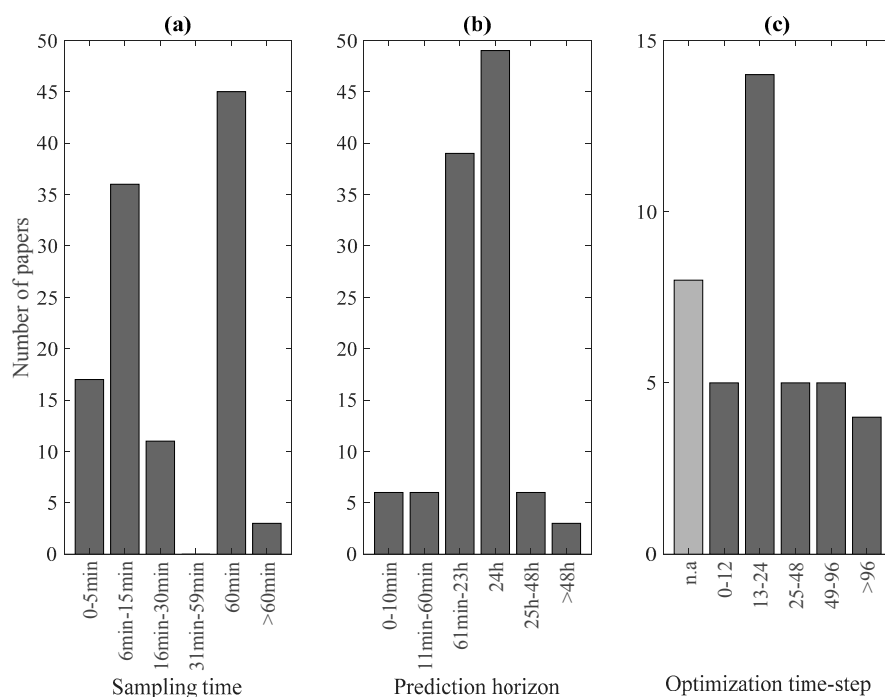 (a)
(b)
(c)
Number of papers
50
45
40
35
30
25
20
15
10
5
0
0-5min
6min-15min
16min-30min
31min-59min
60min
>60min
Sampling time
50
45
40
35
30
25
20
15
10
5
0
0-10min
11min-60min
61min-23h
24h
25h-48h
>48h
Prediction horizon
15
10
5
0
n.a
0-12
13-24
25-48
49-96
>96
Optimization time-step